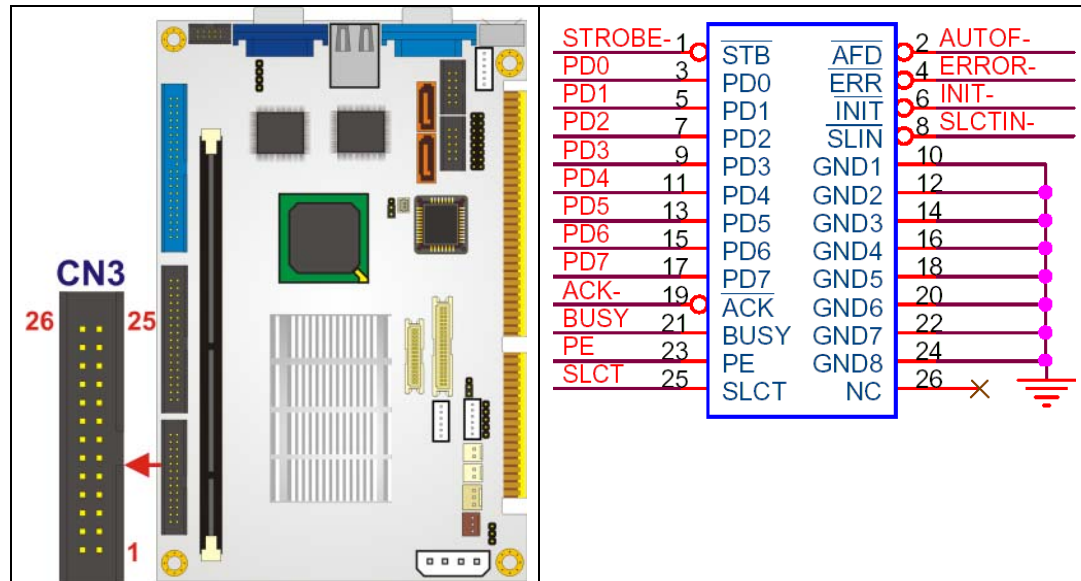 CN3
26 25
1
STROBE- 1 STB AFD 2 AUTOF-
PD0 3 PD0 ERR 4 ERROR-
PD1 5 PD1 INIT 6 INIT-
PD2 7 PD2 SLIN 8 SLCTIN-
PD3 9 PD3 GND1 10
PD4 11 PD4 GND2 12
PD5 13 PD5 GND3 14
PD6 15 PD6 GND4 16
PD7 17 PD7 GND5 18
ACK- 19 ACK GND6 20
BUSY 21 BUSY GND7 22
PE 23 PE GND8 24
SLCT 25 SLCT NC 26